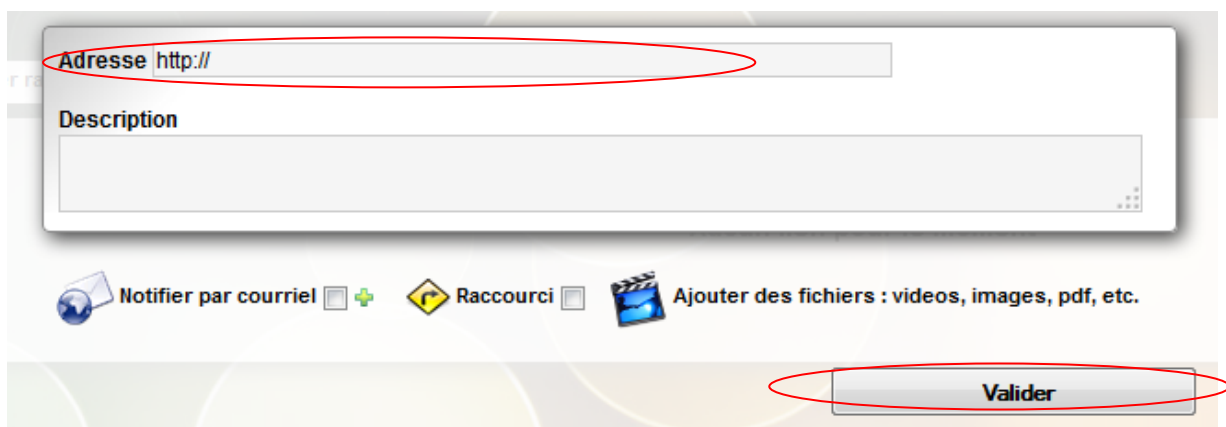 Adresse http://
Description
Notifier par courriel
Raccourci
Ajouter des fichiers : videos, images, pdf, etc.
Valider